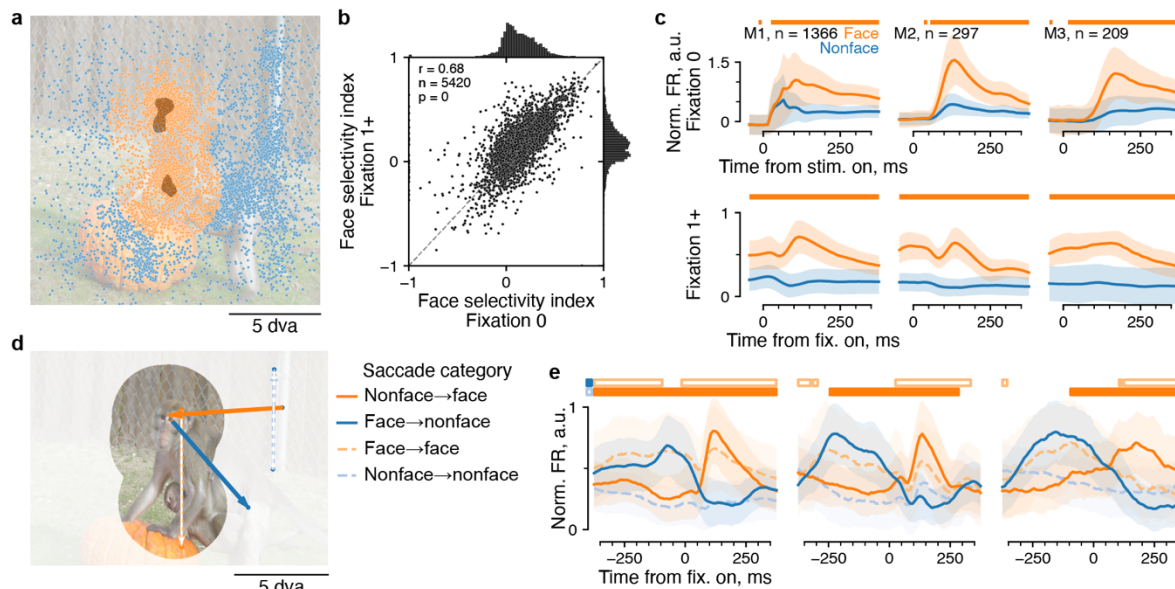 a
5 dva
b
r = 0.68
n = 5420
p = 0
1
0
−1
−1
0
1
Face selectivity index
Fixation 1+
Face selectivity index
Fixation 0
c
M1, n = 1366
Face
Nonface
M2, n = 297
M3, n = 209
Norm. FR, a.u.
Fixation 0
1.5
0
0
250
0
250
0
250
Time from stim. on, ms
Fixation 1+
1
0
0
250
0
250
0
250
Time from fix. on, ms
d
5 dva
Saccade category
Nonface→face
Face→nonface
Face→face
Nonface→nonface
e
Norm. FR, a.u.
1
0
−250
0
250
−250
0
250
−250
0
250
Time from fix. on, ms